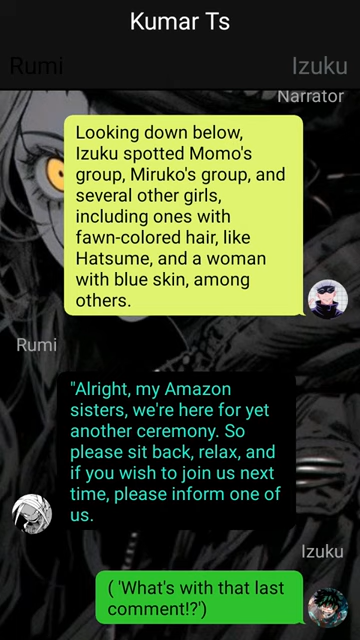 Kumar Ts
Rumi
Izuku
Narrator
Looking down below,
Izuku spotted Momo's
group, Miruko's group, and
several other girls,
including ones with
fawn-colored hair, like
Hatsume, and a woman
with blue skin, among
others.
Rumi
"Alright, my Amazon
sisters, we're here for yet
another ceremony. So
please sit back, relax, and
if you wish to join us next
time, please inform one of
us.
Izuku
( 'What's with that last
comment!?')